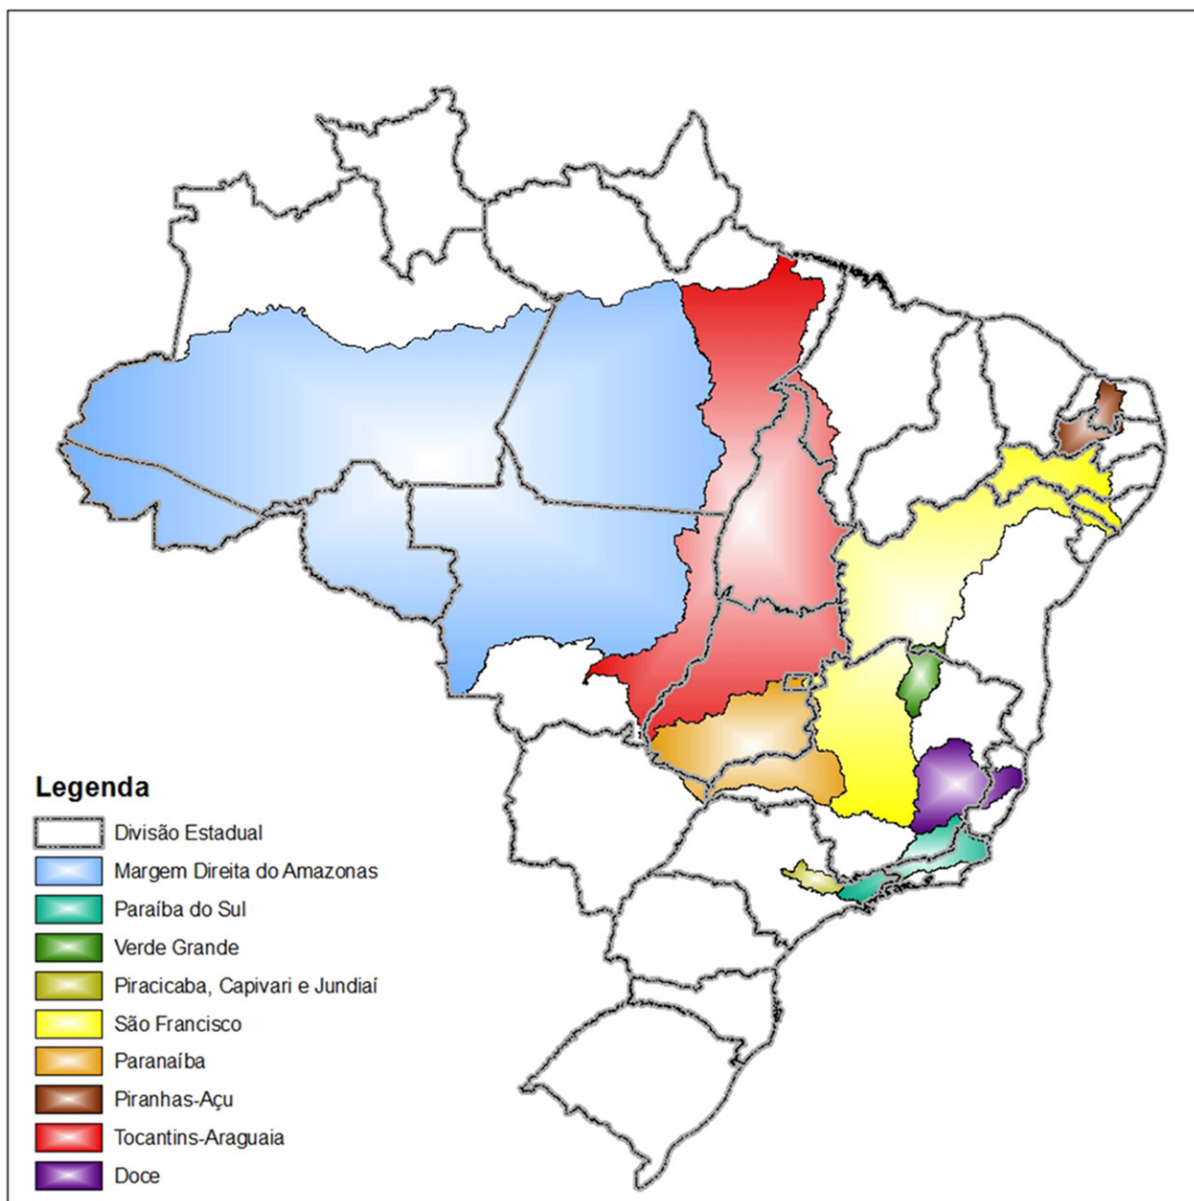 Legenda
Divisão Estadual
Margem Direita do Amazonas
Paraíba do Sul
Verde Grande
Piracicaba, Capivari e Jundiaí
São Francisco
Paranaíba
Piranhas-Açu
Tocantins-Araguaia
Doce